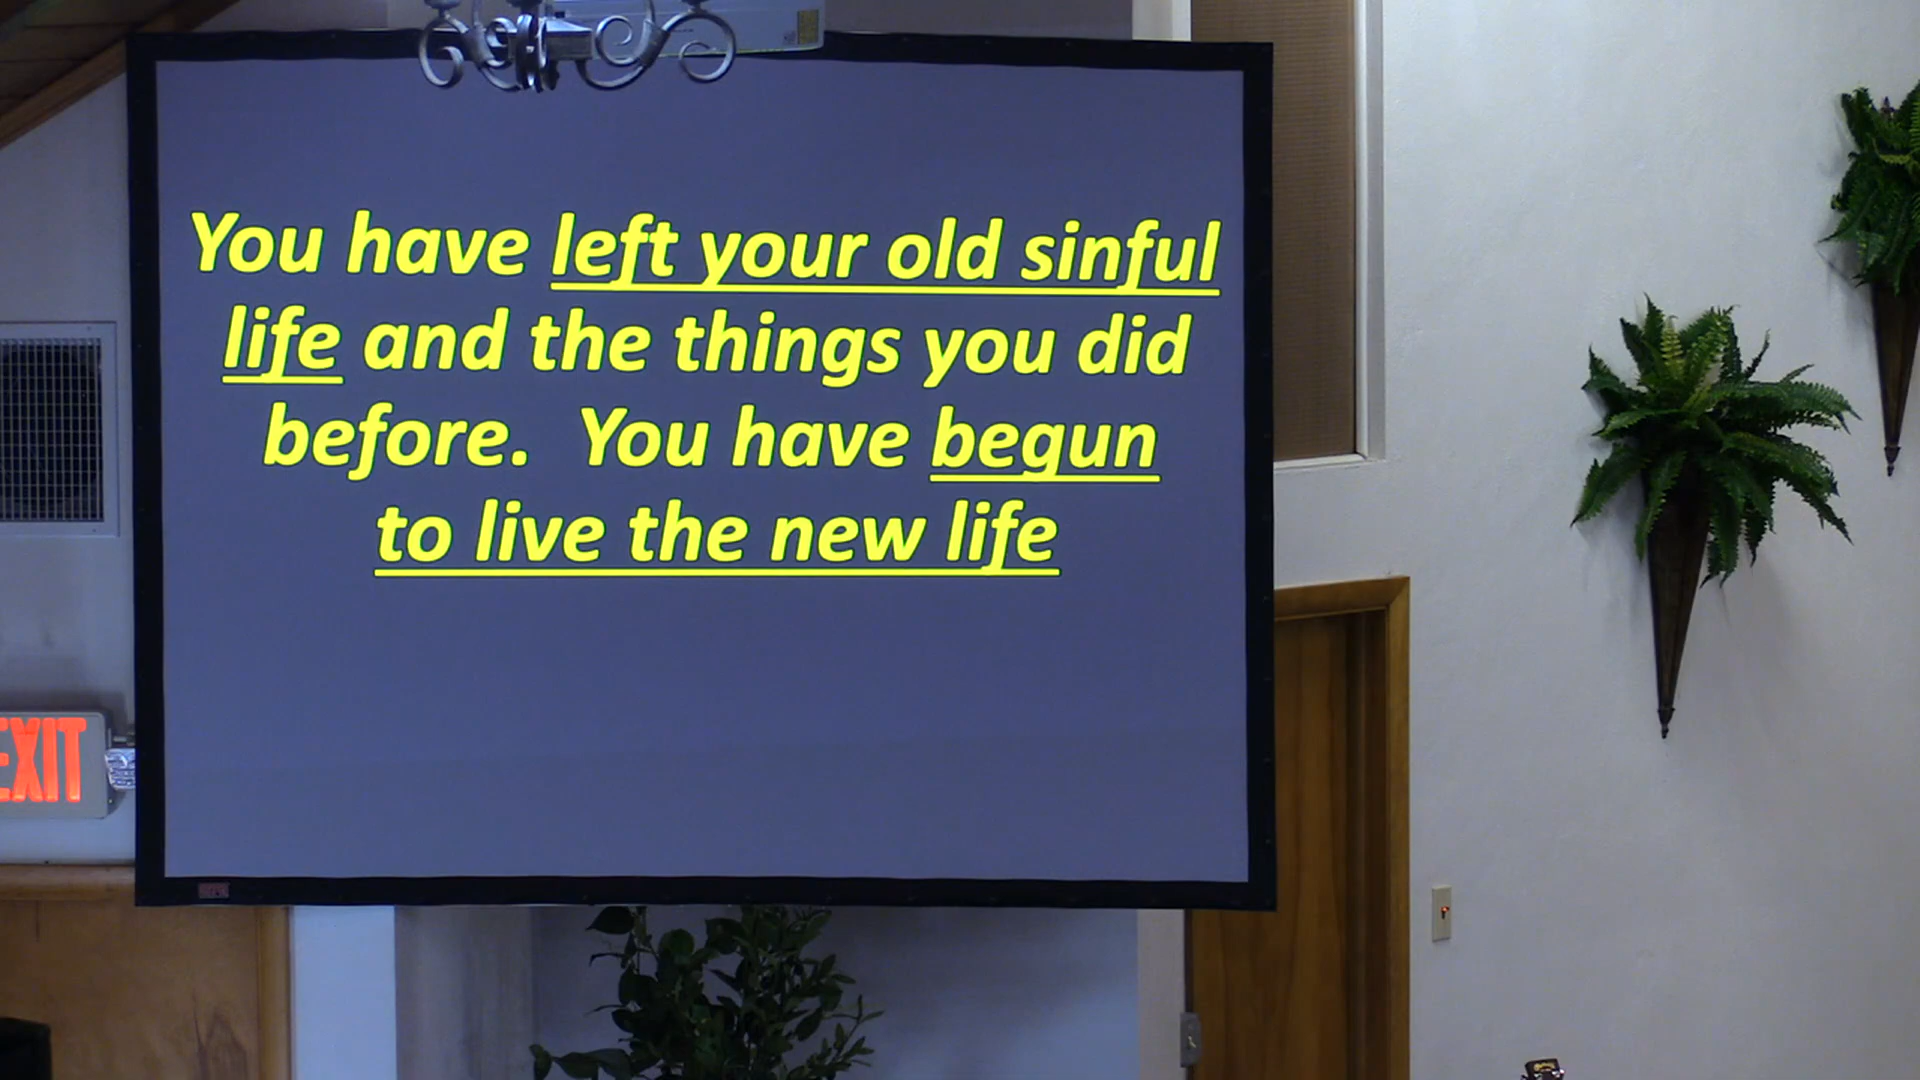 You have left your old sinful
life and the things you did
before. You have begun
to live the new life
EXIT